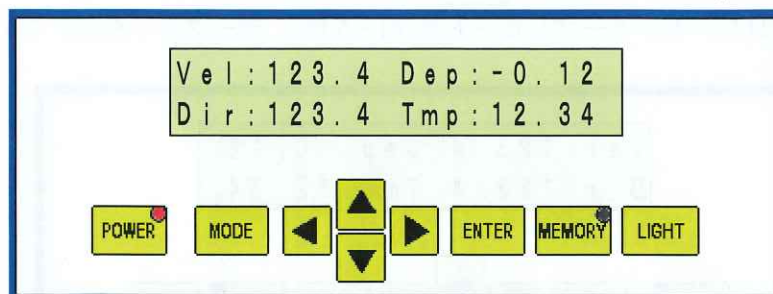 Vel:123.4 Dep:-0.12
Dir:123.4 Tmp:12.34
POWER MODE ENTER MEMORY LIGHT